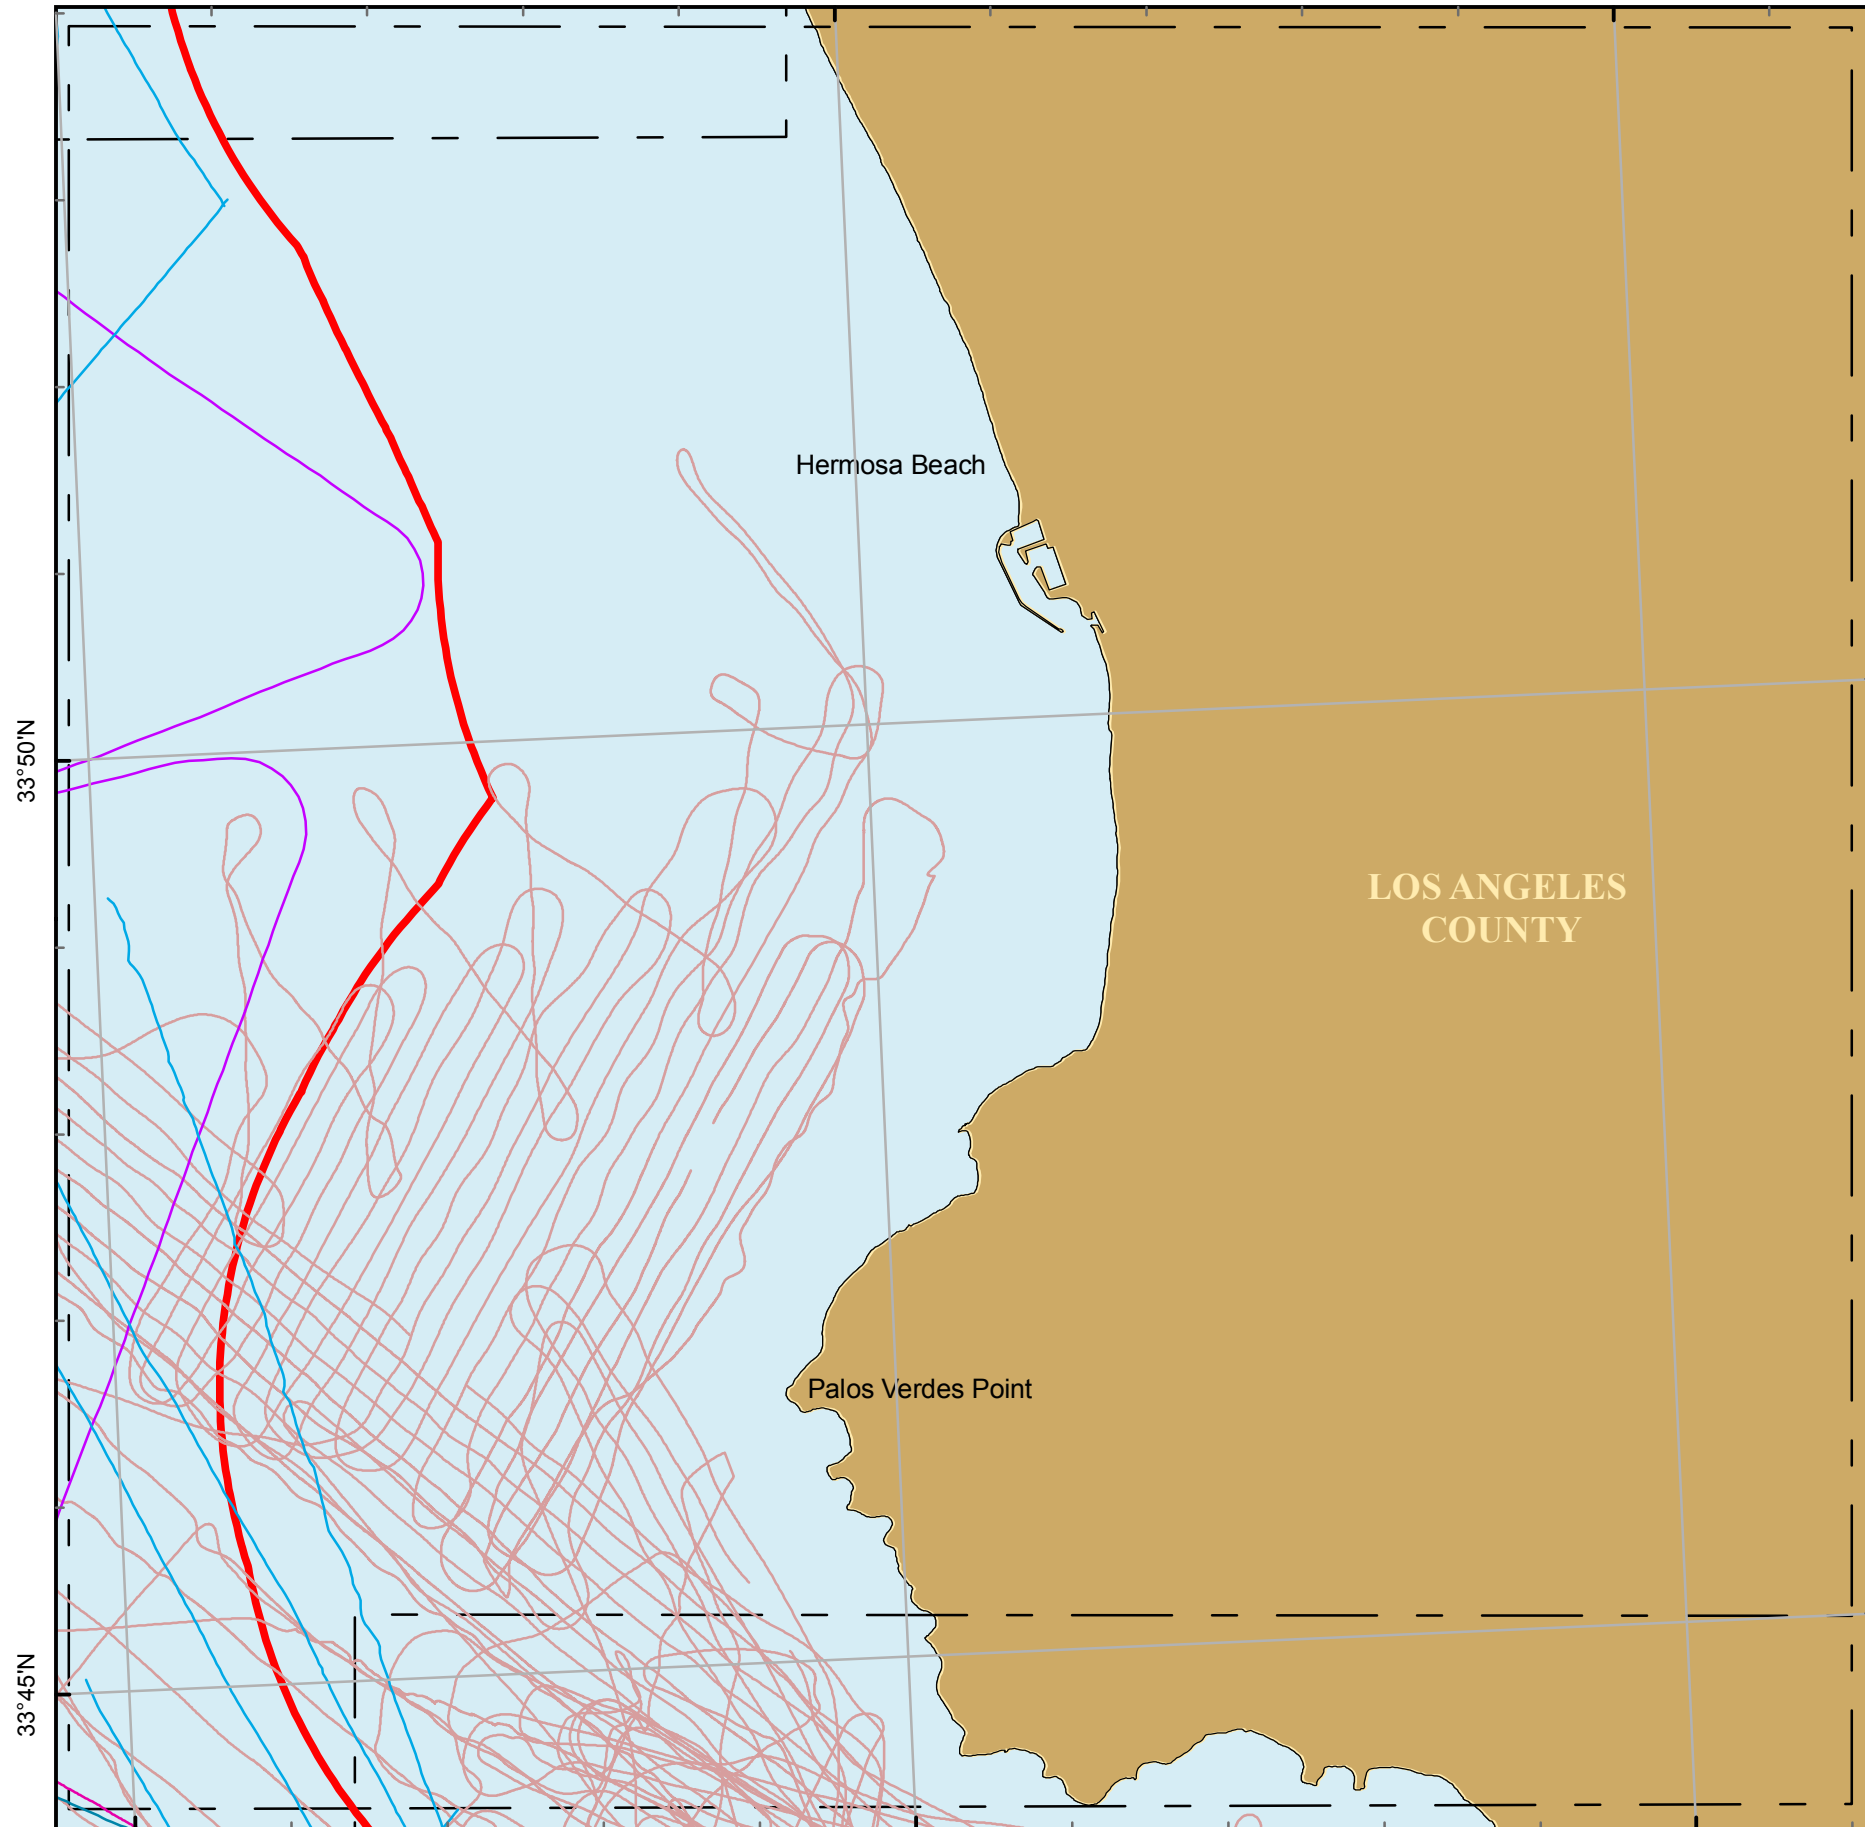 Hermosa Beach
33°50'N
LOS ANGELES
COUNTY
Palos Verdes Point
33°45'N